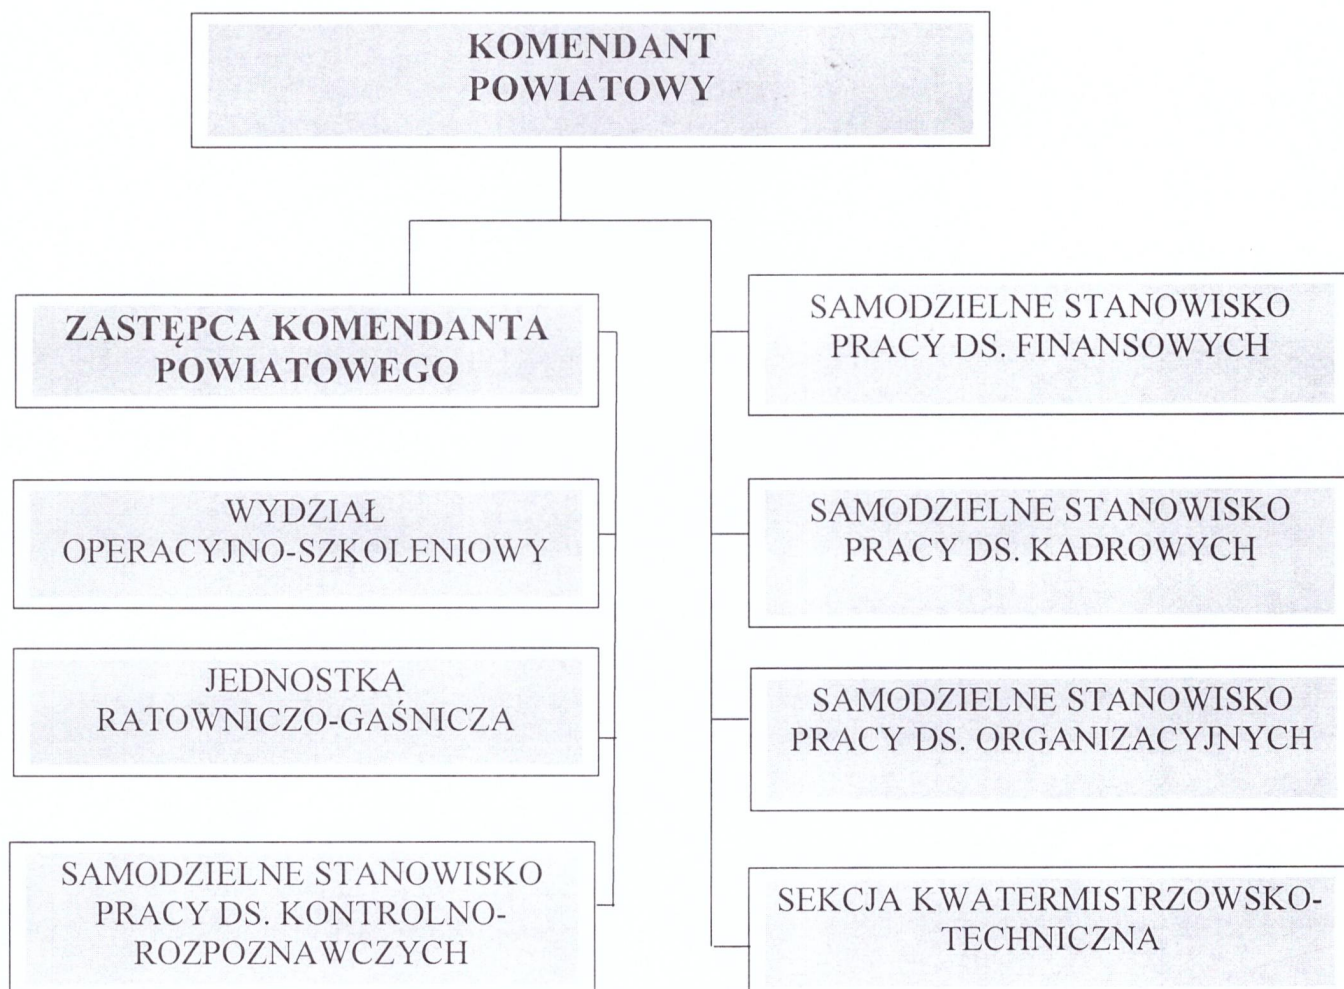 KOMENDANT
POWIATOWY
ZASTĘPCA KOMENDANTA
POWIATOWEGO
WYDZIAŁ
OPERACYJNO-SZKOLENIOWY
JEDNOSTKA
RATOWNICZO-GAŚNICZA
SAMODZIELNE STANOWISKO
PRACY DS. KONTROLNO-
ROZPOZNAWCZYCH
SAMODZIELNE STANOWISKO
PRACY DS. FINANSOWYCH
SAMODZIELNE STANOWISKO
PRACY DS. KADROWYCH
SAMODZIELNE STANOWISKO
PRACY DS. ORGANIZACYJNYCH
SEKCJA KWATERMISTRZOWSKO-
TECHNICZNA